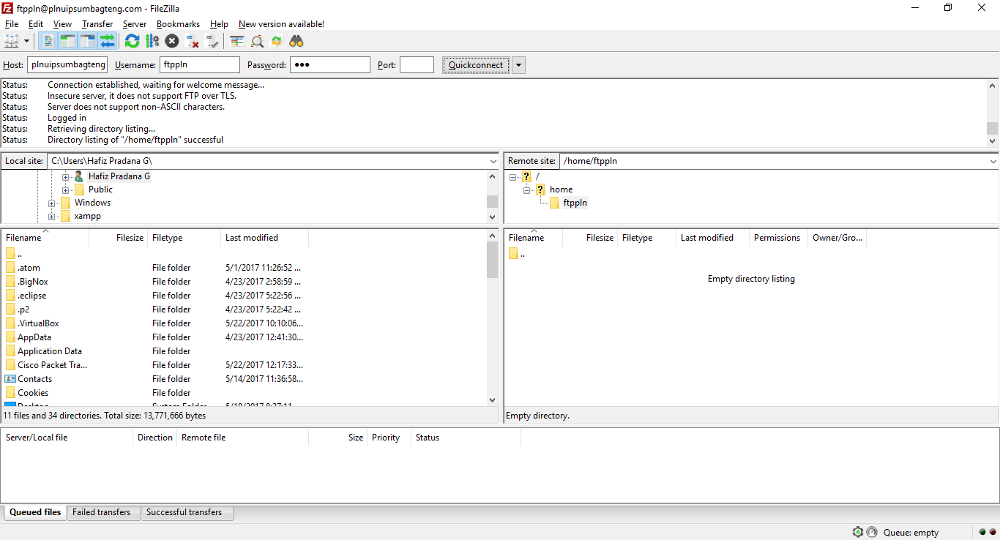 ftppln@plnuipsumbagteng.com - FileZilla
File Edit View Transfer Server Bookmarks Help New version available!
Host: plnuipsumbagteng Username: ftppln Password: ●●● Port: Quickconnect
Status: Connection established, waiting for welcome message...
Status: Insecure server, it does not support FTP over TLS.
Status: Server does not support non-ASCII characters.
Status: Logged in
Status: Retrieving directory listing...
Status: Directory listing of "/home/ftppln" successful
Local site: C:\Users\Hafiz Pradana G\
Hafiz Pradana G
Public
Windows
xampp
Remote site: /home/ftppln
/
home
ftppln
Filename Filesize Filetype Last modified
..
.atom File folder 5/1/2017 11:26:52 ...
.BigNox File folder 4/23/2017 2:58:59 ...
.eclipse File folder 4/23/2017 5:22:56 ...
.p2 File folder 4/23/2017 5:22:42 ...
.VirtualBox File folder 5/22/2017 10:10:06...
AppData File folder 4/23/2017 12:41:30...
Application Data File folder
Cisco Packet Tra... File folder 5/22/2017 12:17:33...
Contacts File folder 5/14/2017 11:36:58...
Cookies File folder
Desktop System Folder 5/18/2017 8:27:11
11 files and 34 directories. Total size: 13,771,666 bytes
Filename Filesize Filetype Last modified Permissions Owner/Gro...
..
Empty directory listing
Empty directory.
Server/Local file Direction Remote file Size Priority Status
Queued files Failed transfers Successful transfers
Queue: empty